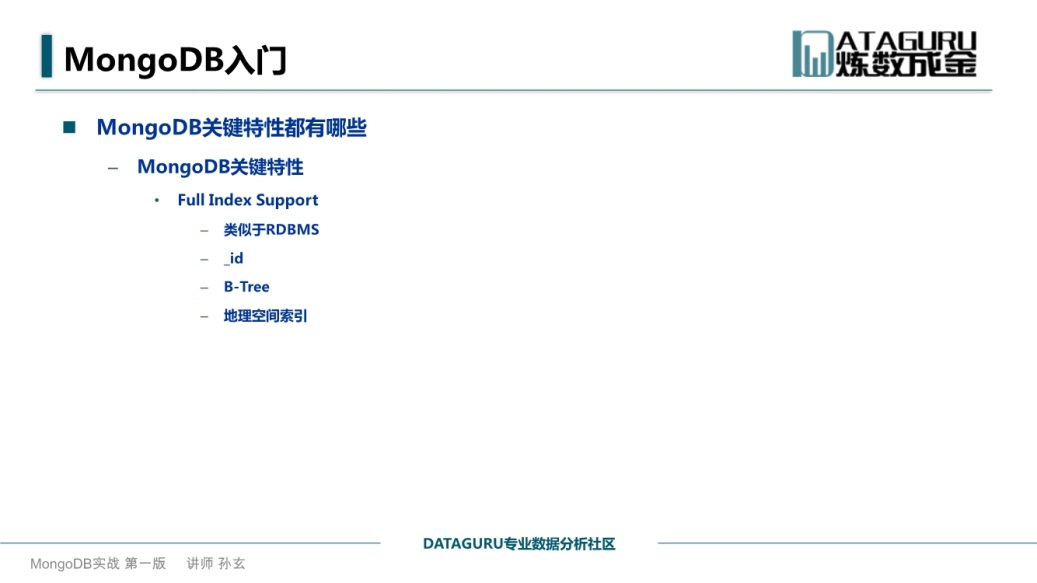 MongoDB入门
DATAGURU
炼数成金
MongoDB关键特性都有哪些
MongoDB关键特性
Full Index Support
类似于RDBMS
_id
B-Tree
地理空间索引
DATAGURU专业数据分析社区
MongoDB实战 第一版 讲师 孙玄